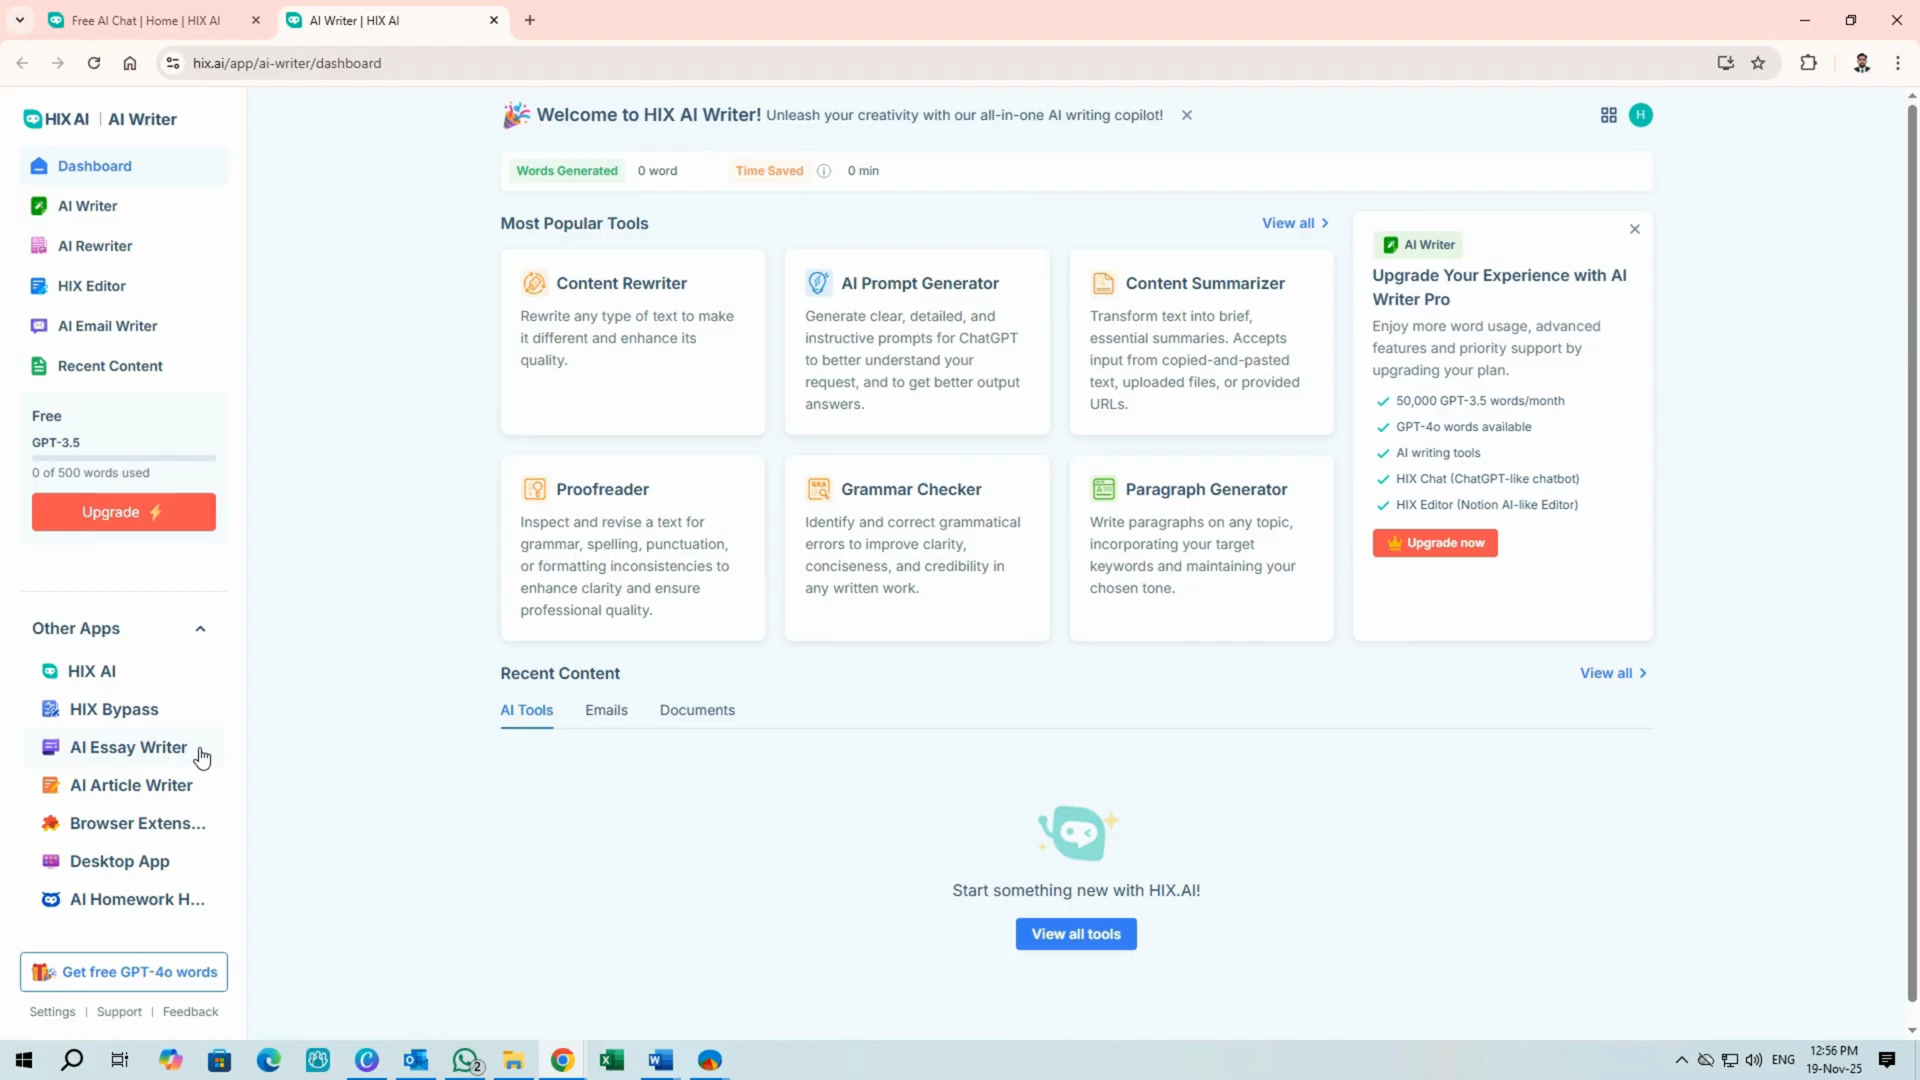 Free AI Chat | Home | HIX AI
AI Writer | HIX AI
hix.ai/app/ai-writer/dashboard
HIX AI | AI Writer
Dashboard
AI Writer
AI Rewriter
HIX Editor
AI Email Writer
Recent Content
Free
GPT-3.5
0 of 500 words used
Upgrade
Other Apps
HIX AI
HIX Bypass
AI Essay Writer
AI Article Writer
Browser Extens...
Desktop App
AI Homework H...
Get free GPT-4o words
Settings | Support | Feedback
Welcome to HIX AI Writer! Unleash your creativity with our all-in-one AI writing copilot!
H
Words Generated 0 word Time Saved 0 min
Most Popular Tools
View all
Content Rewriter
Rewrite any type of text to make
it different and enhance its
quality.
AI Prompt Generator
Generate clear, detailed, and
instructive prompts for ChatGPT
to better understand your
request, and to get better output
answers.
Content Summarizer
Transform text into brief,
essential summaries. Accepts
input from copied-and-pasted
text, uploaded files, or provided
URLs.
Proofreader
Inspect and revise a text for
grammar, spelling, punctuation,
or formatting inconsistencies to
enhance clarity and ensure
professional quality.
Grammar Checker
Identify and correct grammatical
errors to improve clarity,
conciseness, and credibility in
any written work.
Paragraph Generator
Write paragraphs on any topic,
incorporating your target
keywords and maintaining your
chosen tone.
AI Writer
Upgrade Your Experience with AI
Writer Pro
Enjoy more word usage, advanced
features and priority support by
upgrading your plan.
50,000 GPT-3.5 words/month
GPT-4o words available
AI writing tools
HIX Chat (ChatGPT-like chatbot)
HIX Editor (Notion AI-like Editor)
Upgrade now
Recent Content
View all
AI Tools
Emails
Documents
Start something new with HIX.AI!
View all tools
2
ENG
12:56 PM
19-Nov-25